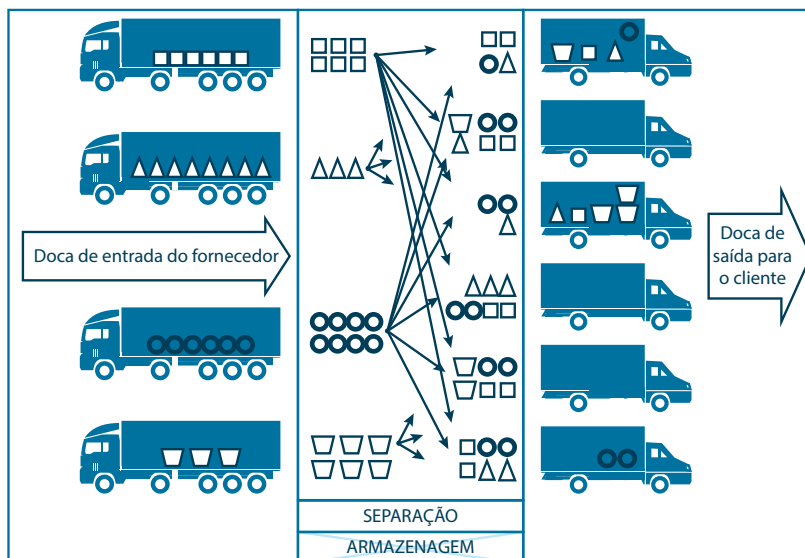 Doca de entrada do fornecedor
Doca de
saída para
o cliente
SEPARAÇÃO
ARMAZENAGEM